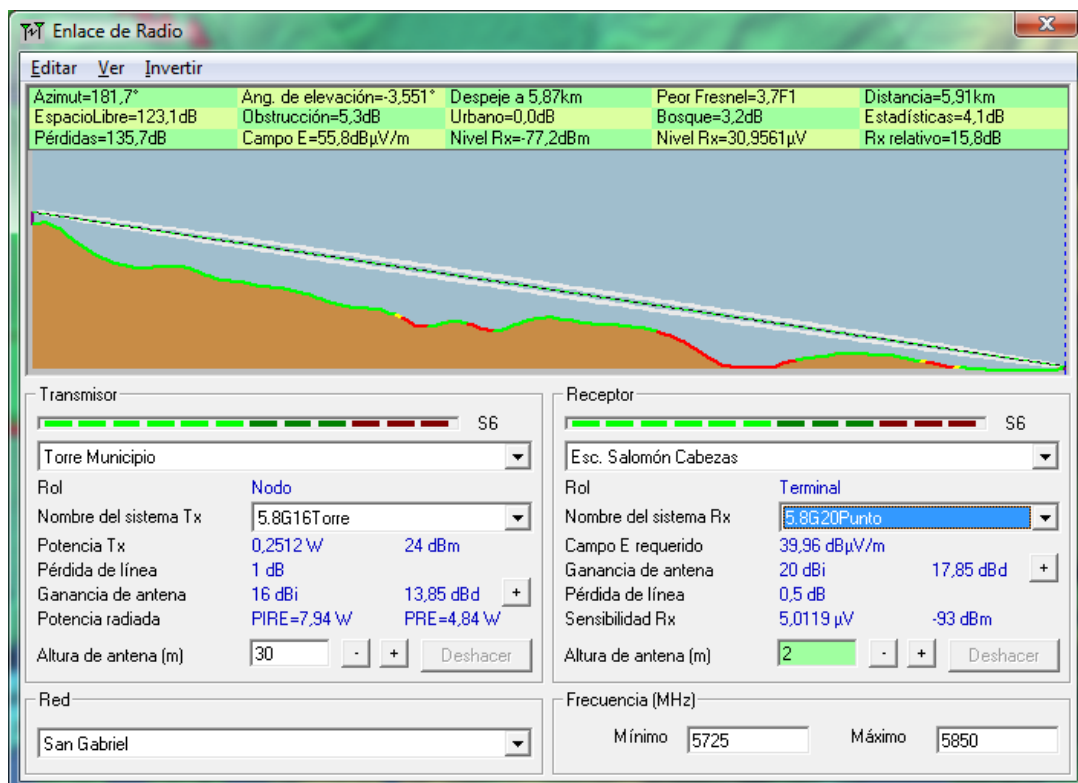 Enlace de Radio
Editar Ver Invertir
Azimut=181,7° Ang. de elevación=-3,551° Despeje a 5,87km Peor Fresnel=3,7F1 Distancia=5,91km
EspacioLibre=123,1dB Obstrucción=5,3dB Urbano=0,0dB Bosque=3,2dB Estadísticas=4,1dB
Pérdidas=135,7dB Campo E=55,8dBµV/m Nivel Rx=-77,2dBm Nivel Rx=30,9561µV Rx relativo=15,8dB
Transmisor
S6
Torre Municipio
Rol Nodo
Nombre del sistema Tx 5.8G16Torre
Potencia Tx 0,2512 W 24 dBm
Pérdida de línea 1 dB
Ganancia de antena 16 dBi 13,85 dBd +
Potencia radiada PIRE=7,94 W PRE=4,84 W
Altura de antena (m) 30 - + Deshacer
Receptor
S6
Esc. Salomón Cabezas
Rol Terminal
Nombre del sistema Rx 5.8G20Punto
Campo E requerido 39,96 dBµV/m
Ganancia de antena 20 dBi 17,85 dBd +
Pérdida de línea 0,5 dB
Sensibilidad Rx 5,0119 µV -93 dBm
Altura de antena (m) 2 - + Deshacer
Red
San Gabriel
Frecuencia (MHz)
Mínimo 5725 Máximo 5850